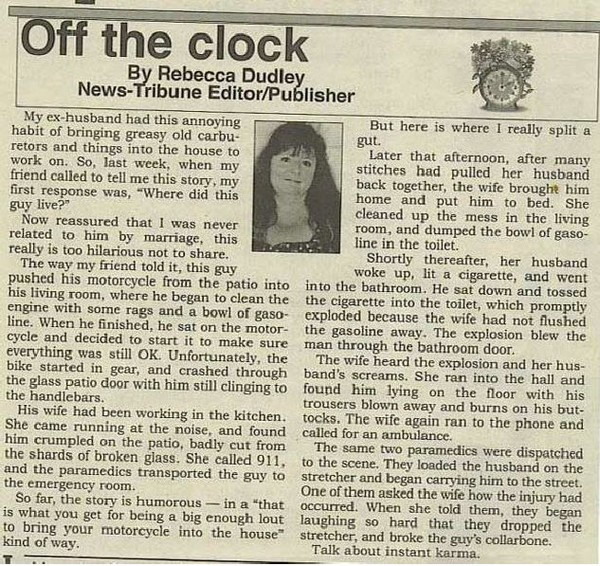 Off the clock
By Rebecca Dudley
News-Tribune Editor/Publisher
My ex-husband had this annoying
habit of bringing greasy old carbu-
retors and things into the house to
work on. So, last week, when my
friend called to tell me this story, my
first response was, "Where did this
guy live?"
Now reassured that I was never
related to him by marriage, this
really is too hilarious not to share.
The way my friend told it, this guy
pushed his motorcycle from the patio into
his living room, where he began to clean the
engine with some rags and a bowl of gaso-
line. When he finished, he sat on the motor-
cycle and decided to start it to make sure
everything was still OK. Unfortunately, the
bike started in gear, and crashed through
the glass patio door with him still clinging to
the handlebars.
His wife had been working in the kitchen.
She came running at the noise, and found
him crumpled on the patio, badly cut from
the shards of broken glass. She called 911,
and the paramedics transported the guy to
the emergency room.
So far, the story is humorous — in a "that
is what you get for being a big enough lout
to bring your motorcycle into the house"
kind of way.
But here is where I really split a
gut.
Later that afternoon, after many
stitches had pulled her husband
back together, the wife brought him
home and put him to bed. She
cleaned up the mess in the living
room, and dumped the bowl of gaso-
line in the toilet.
Shortly thereafter, her husband
woke up, lit a cigarette, and went
into the bathroom. He sat down and tossed
the cigarette into the toilet, which promptly
exploded because the wife had not flushed
the gasoline away. The explosion blew the
man through the bathroom door.
The wife heard the explosion and her hus-
band's screams. She ran into the hall and
found him lying on the floor with his
trousers blown away and burns on his but-
tocks. The wife again ran to the phone and
called for an ambulance.
The same two paramedics were dispatched
to the scene. They loaded the husband on the
stretcher and began carrying him to the street.
One of them asked the wife how the injury had
occurred. When she told them, they began
laughing so hard that they dropped the
stretcher, and broke the guy's collarbone.
Talk about instant karma.